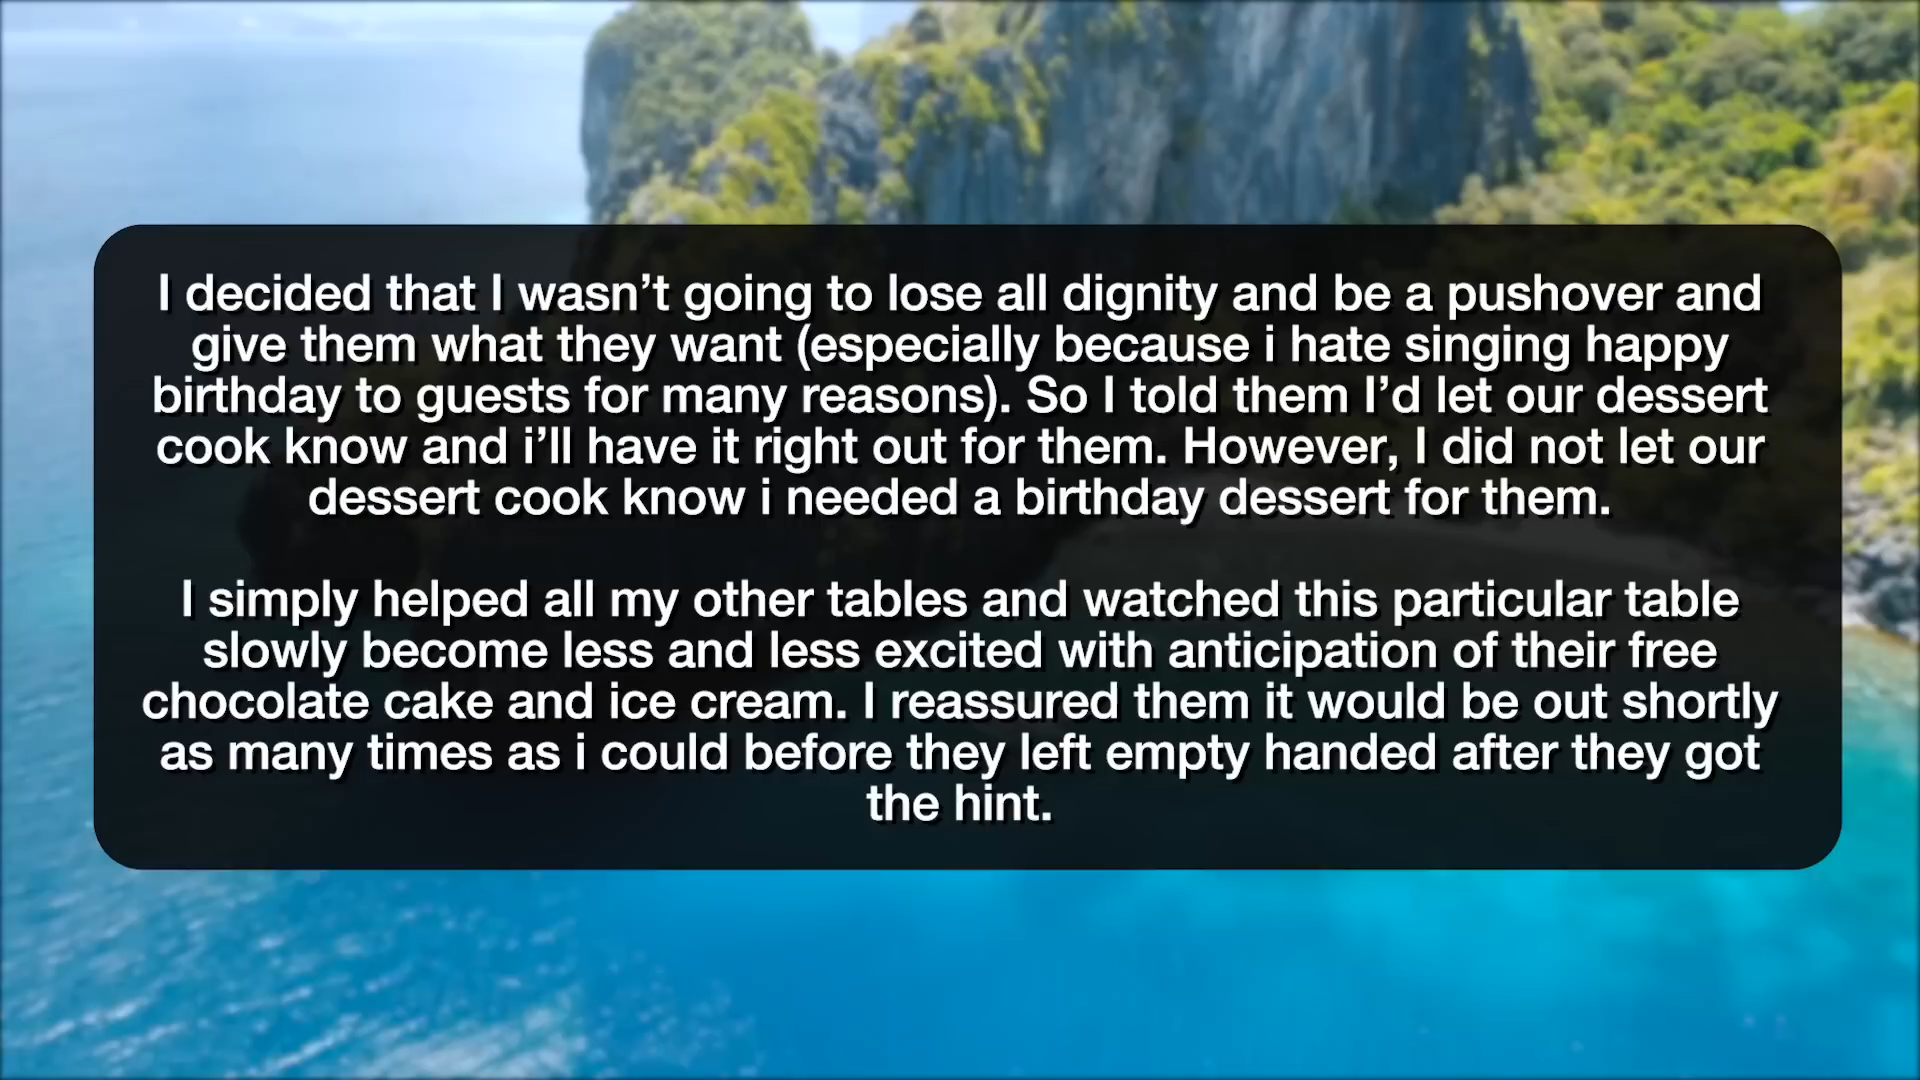 I decided that I wasn’t going to lose all dignity and be a pushover and
give them what they want (especially because i hate singing happy
birthday to guests for many reasons). So I told them I’d let our dessert
cook know and i’ll have it right out for them. However, I did not let our
dessert cook know i needed a birthday dessert for them.
I simply helped all my other tables and watched this particular table
slowly become less and less excited with anticipation of their free
chocolate cake and ice cream. I reassured them it would be out shortly
as many times as i could before they left empty handed after they got
the hint.